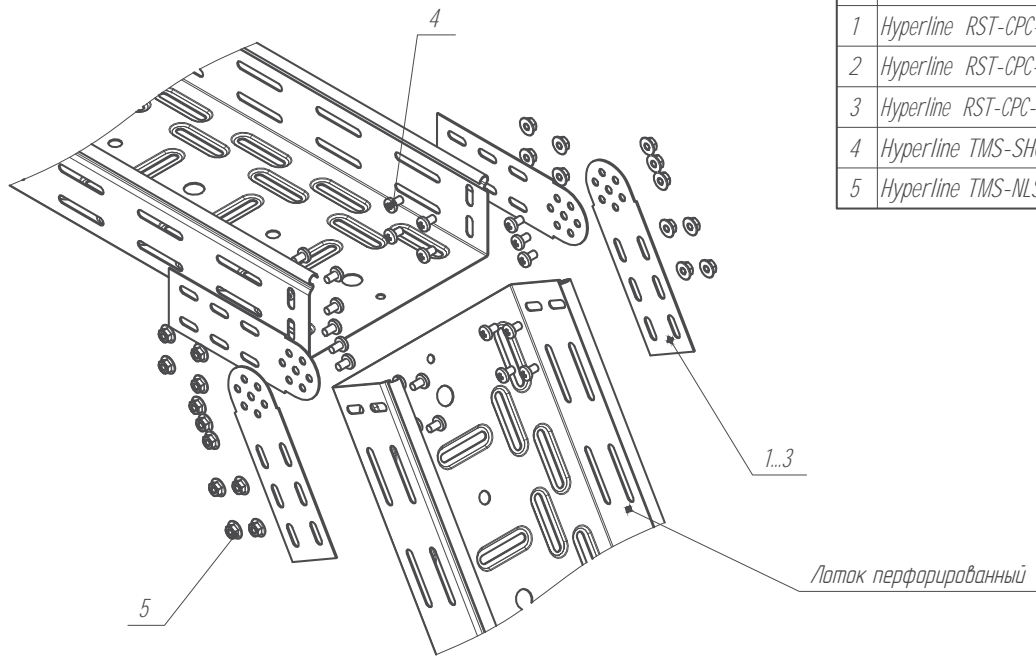 4
1 Hyperline RST-CPC-
2 Hyperline RST-CPC-
3 Hyperline RST-CPC-
4 Hyperline TMS-SH
5 Hyperline TMS-NLS
1...3
Лоток перфорированный
5